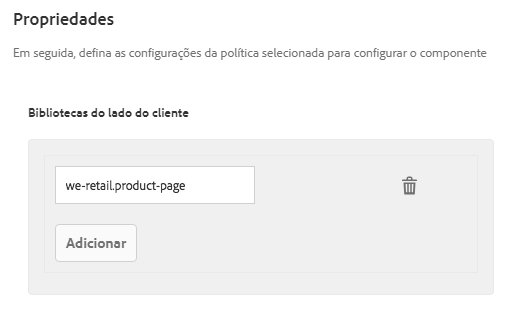 Propriedades
Em seguida, defina as configurações da política selecionada para configurar o componente
Bibliotecas do lado do cliente
we-retail.product-page
Adicionar